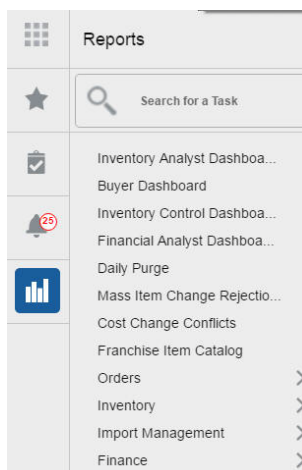 Reports
Search for a Task
25
Inventory Analyst Dashboa...
Buyer Dashboard
Inventory Control Dashboa...
Financial Analyst Dashboa...
Daily Purge
Mass Item Change Rejectio...
Cost Change Conflicts
Franchise Item Catalog
Orders
Inventory
Import Management
Finance